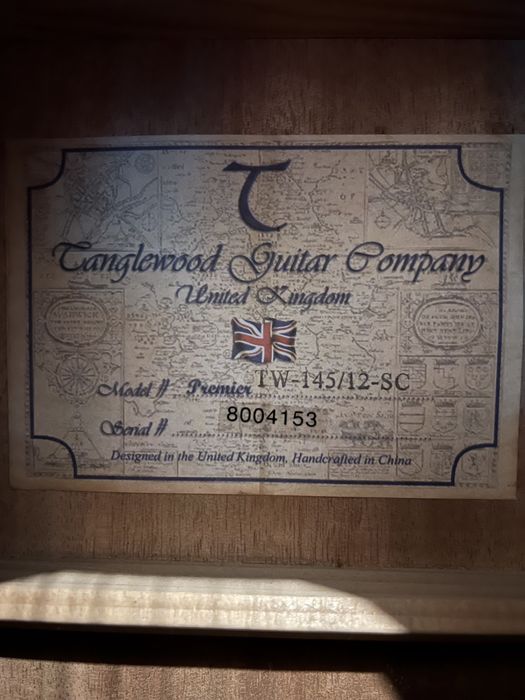 T
Tanglewood Guitar Company
United Kingdom
Model # Premier TW-145/12-SC
Serial # 8004153
Designed in the United Kingdom, Handcrafted in China